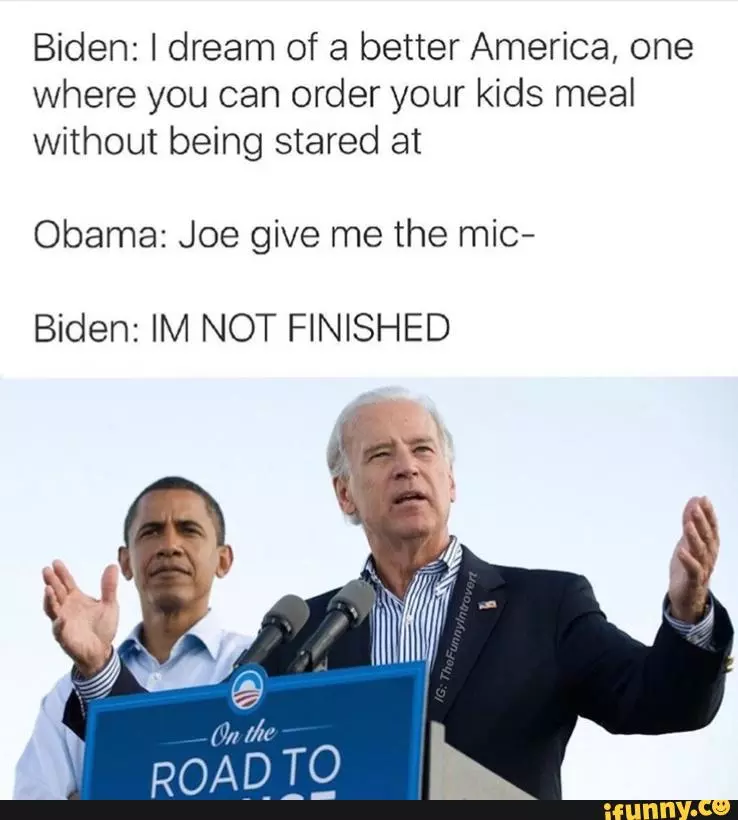 Biden: I dream of a better America, one
where you can order your kids meal
without being stared at
Obama: Joe give me the mic-
Biden: IM NOT FINISHED
IG: TheFunnyIntrovert
On the
ROAD TO
ifunny.co